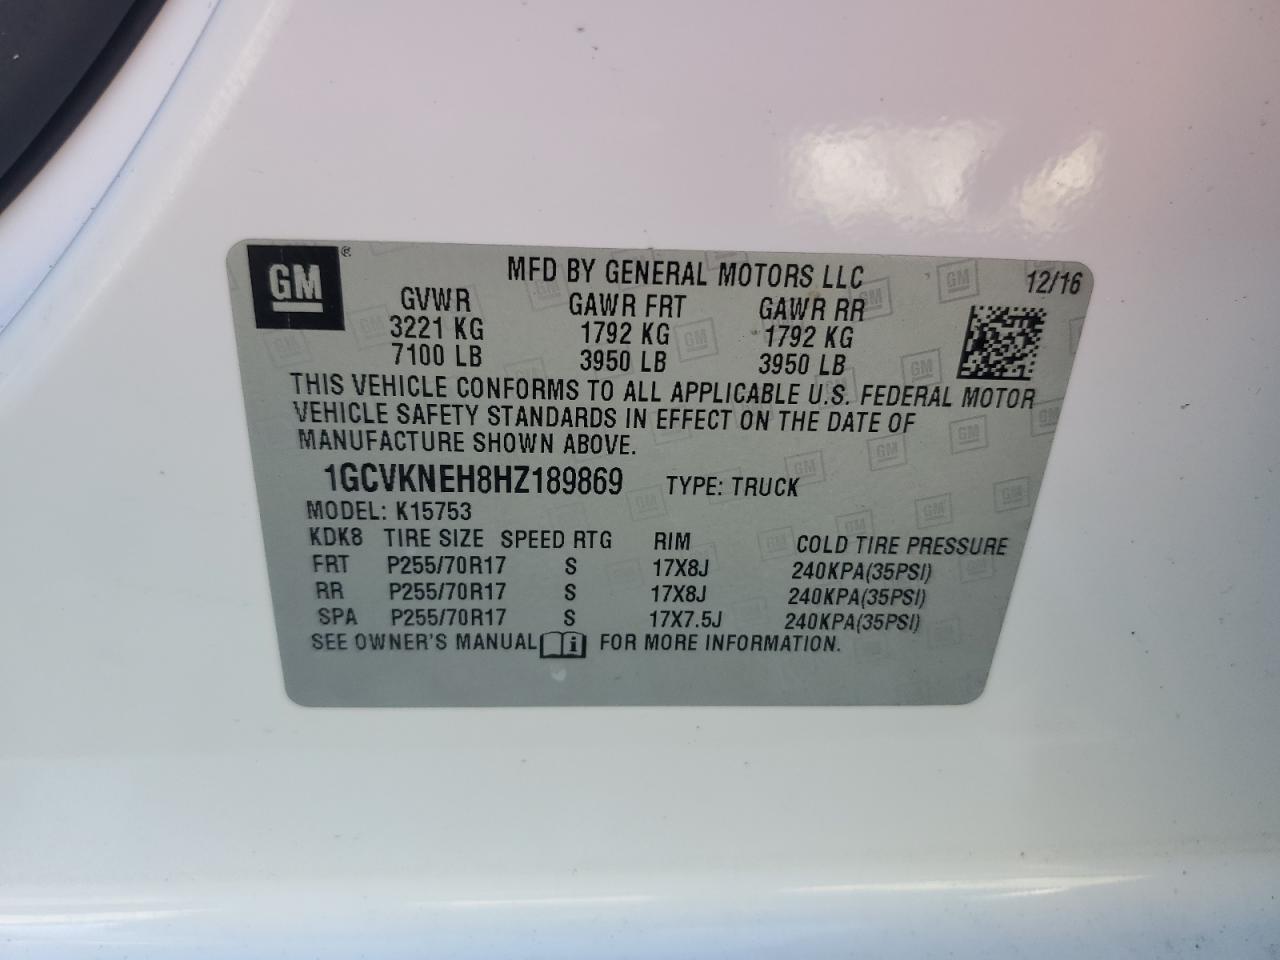 GM ®
MFD BY GENERAL MOTORS LLC 12/16
GVWR GAWR FRT GAWR RR
3221 KG 1792 KG 1792 KG
7100 LB 3950 LB 3950 LB
THIS VEHICLE CONFORMS TO ALL APPLICABLE U.S. FEDERAL MOTOR
VEHICLE SAFETY STANDARDS IN EFFECT ON THE DATE OF
MANUFACTURE SHOWN ABOVE.
1GCVKNEH8HZ189869 TYPE: TRUCK
MODEL: K15753
KDK8 TIRE SIZE SPEED RTG RIM COLD TIRE PRESSURE
FRT P255/70R17 S 17X8J 240KPA(35PSI)
RR P255/70R17 S 17X8J 240KPA(35PSI)
SPA P255/70R17 S 17X7.5J 240KPA(35PSI)
SEE OWNER'S MANUAL i FOR MORE INFORMATION.